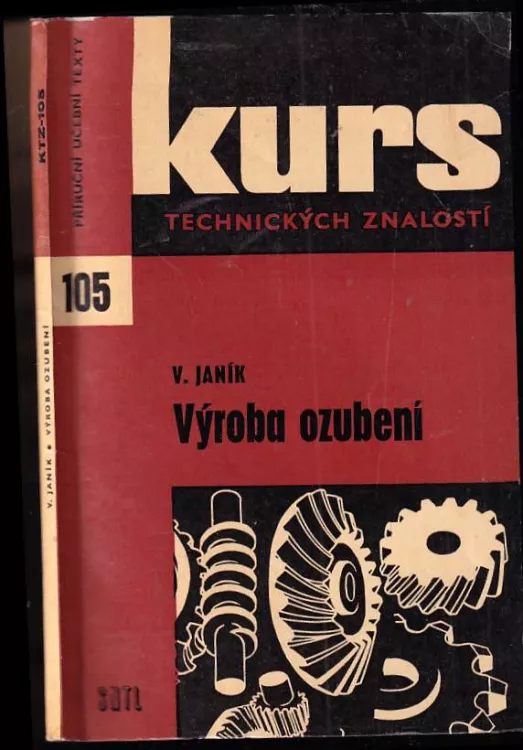 KTZ-105
V. JANÍK • VÝROBA OZUBENÍ
PŘÍRUČNÍ UČEBNÍ TEXTY
kurs
TECHNICKÝCH ZNALOSTÍ
105
V. JANÍK
Výroba ozubení
SNTL